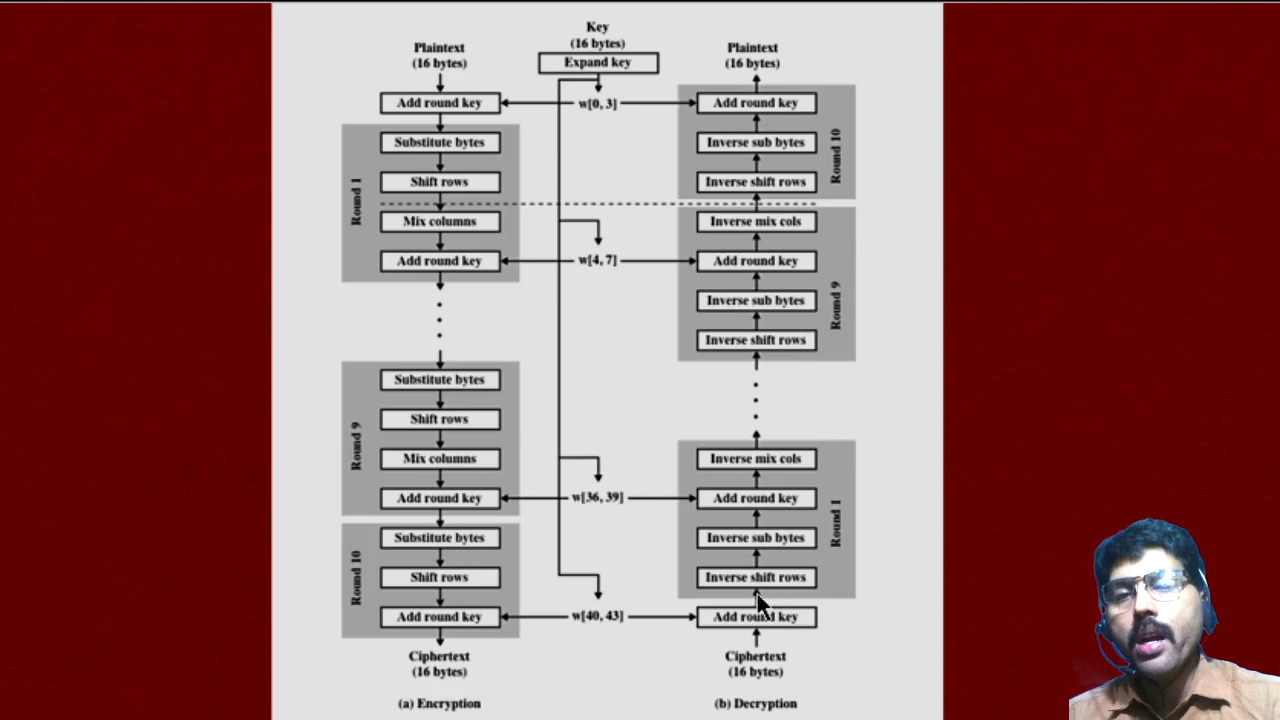 Key
(16 bytes)
Expand key
Plaintext
(16 bytes)
Add round key
Round 1
Substitute bytes
Shift rows
Mix columns
Add round key
Round 9
Substitute bytes
Shift rows
Mix columns
Add round key
Round 10
Substitute bytes
Shift rows
Add round key
Ciphertext
(16 bytes)
(a) Encryption
w[0, 3]
w[4, 7]
w[36, 39]
w[40, 43]
Plaintext
(16 bytes)
Add round key
Inverse sub bytes
Inverse shift rows
Round 10
Inverse mix cols
Add round key
Inverse sub bytes
Inverse shift rows
Round 9
Inverse mix cols
Add round key
Inverse sub bytes
Inverse shift rows
Round 1
Add round key
Ciphertext
(16 bytes)
(b) Decryption